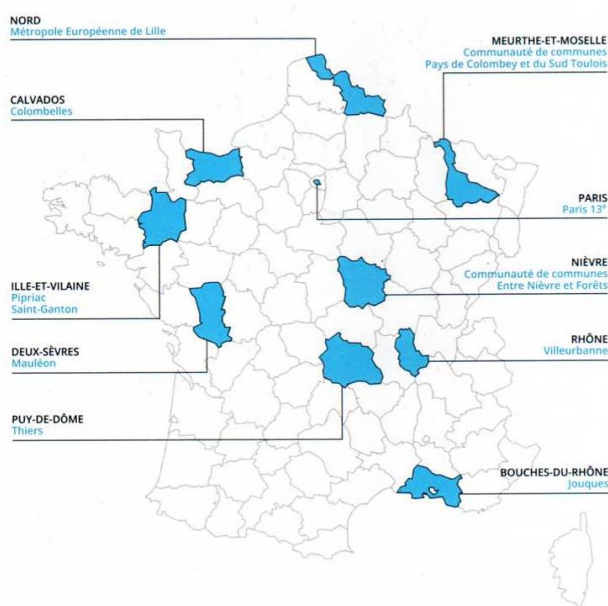 NORD
Métropole Européenne de Lille
MEURTHE-ET-MOSELLE
Communauté de communes
Pays de Colombey et du Sud Toulois
CALVADOS
Colombelles
PARIS
Paris 13e
NIÈVRE
Communauté de communes
Entre Nièvre et Forêts
ILLE-ET-VILAINE
Pipriac
Saint-Ganton
RHÔNE
Villeurbanne
DEUX-SÈVRES
Mauléon
PUY-DE-DÔME
Thiers
BOUCHES-DU-RHÔNE
Jouques